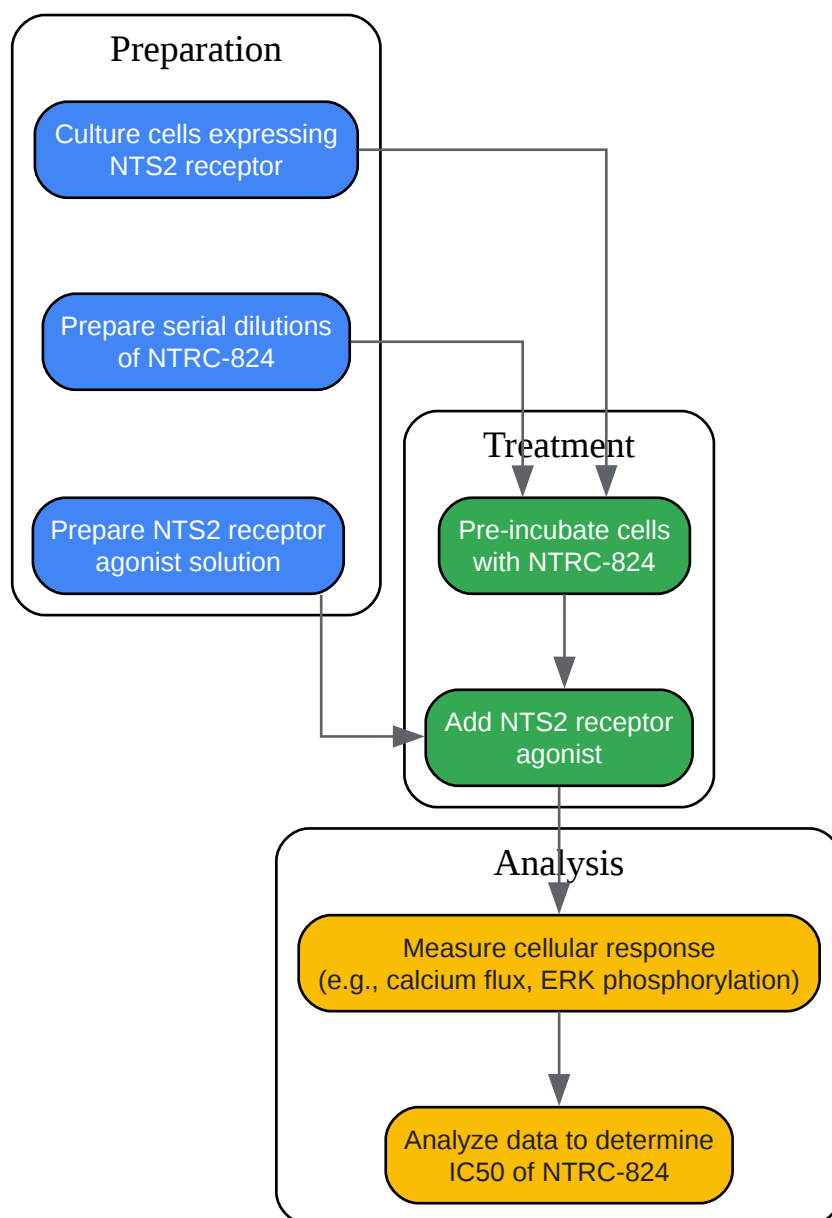 Preparation
Culture cells expressing
NTS2 receptor
Prepare serial dilutions
of NTRC-824
Prepare NTS2 receptor
agonist solution
Treatment
Pre-incubate cells
with NTRC-824
Add NTS2 receptor
agonist
Analysis
Measure cellular response
(e.g., calcium flux, ERK phosphorylation)
Analyze data to determine
IC50 of NTRC-824